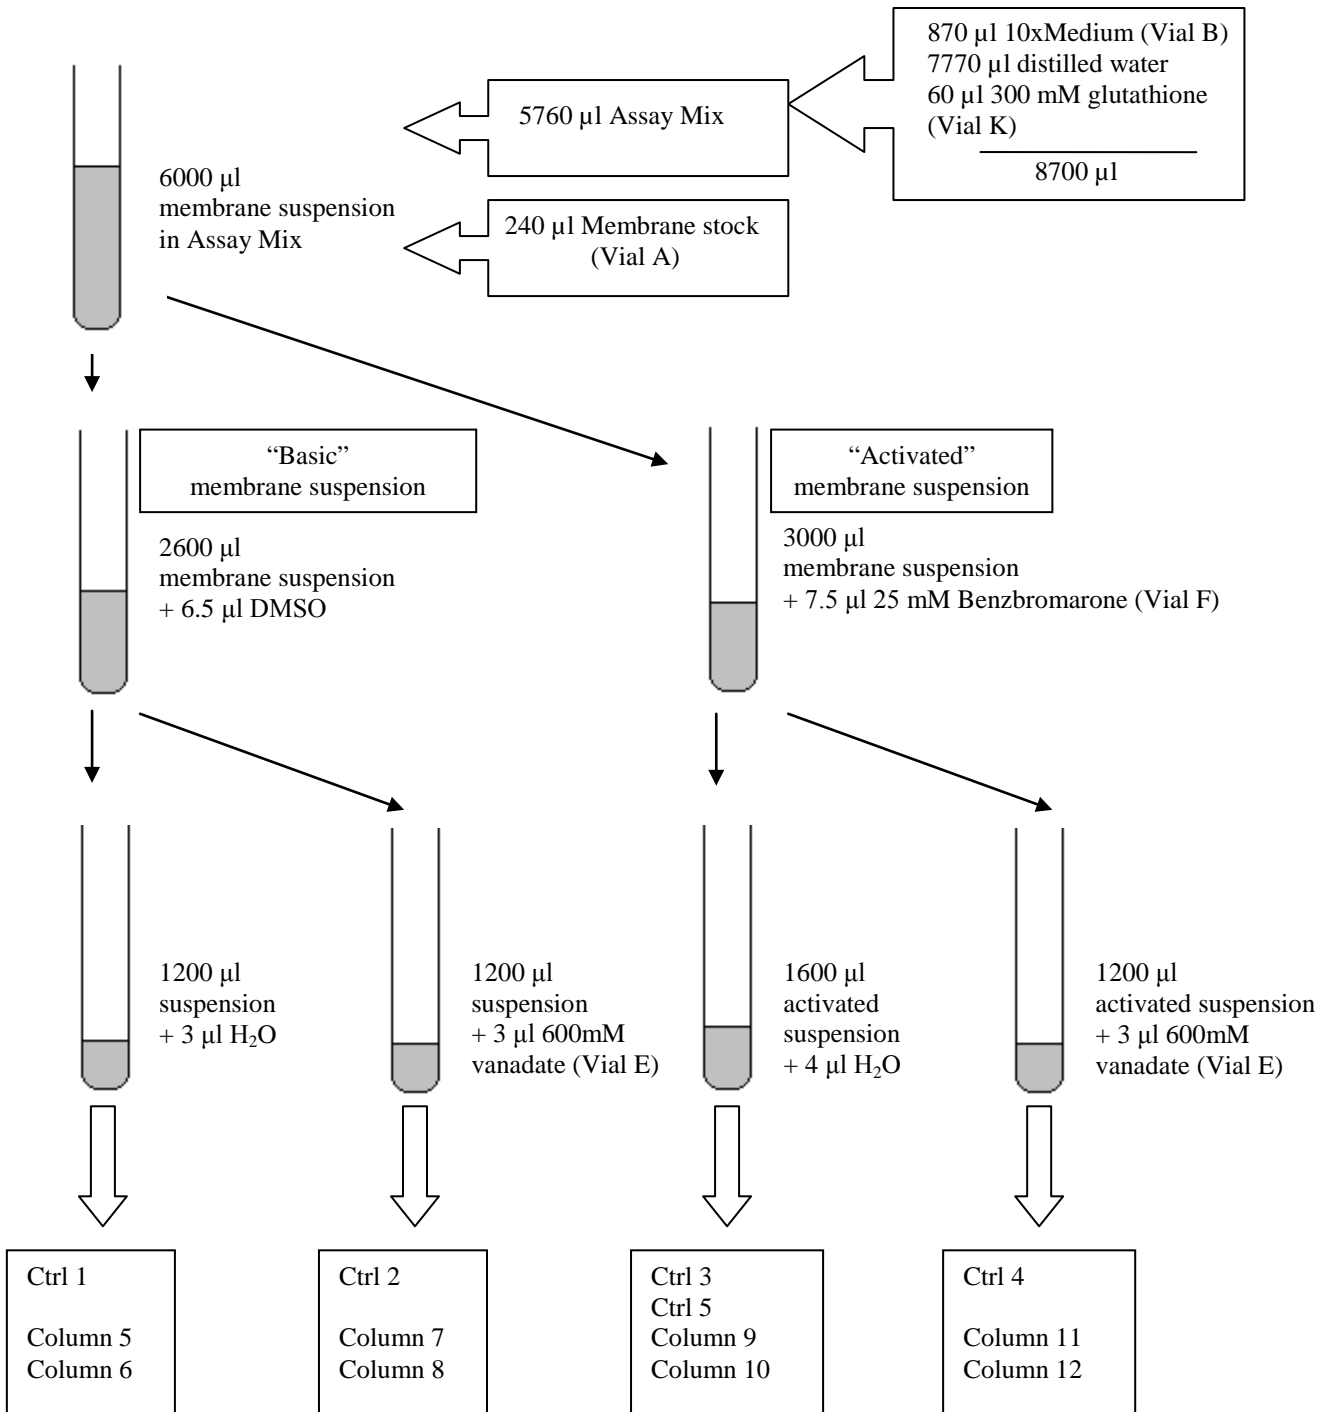 870 µl 10xMedium (Vial B)
7770 µl distilled water
60 µl 300 mM glutathione
(Vial K)
8700 µl
5760 µl Assay Mix
240 µl Membrane stock
(Vial A)
6000 µl
membrane suspension
in Assay Mix
“Basic”
membrane suspension
2600 µl
membrane suspension
+ 6.5 µl DMSO
“Activated”
membrane suspension
3000 µl
membrane suspension
+ 7.5 µl 25 mM Benzbromarone (Vial F)
1200 µl
suspension
+ 3 µl H₂O
1200 µl
suspension
+ 3 µl 600mM
vanadate (Vial E)
1600 µl
activated
suspension
+ 4 µl H₂O
1200 µl
activated suspension
+ 3 µl 600mM
vanadate (Vial E)
Ctrl 1
Column 5
Column 6
Ctrl 2
Column 7
Column 8
Ctrl 3
Ctrl 5
Column 9
Column 10
Ctrl 4
Column 11
Column 12